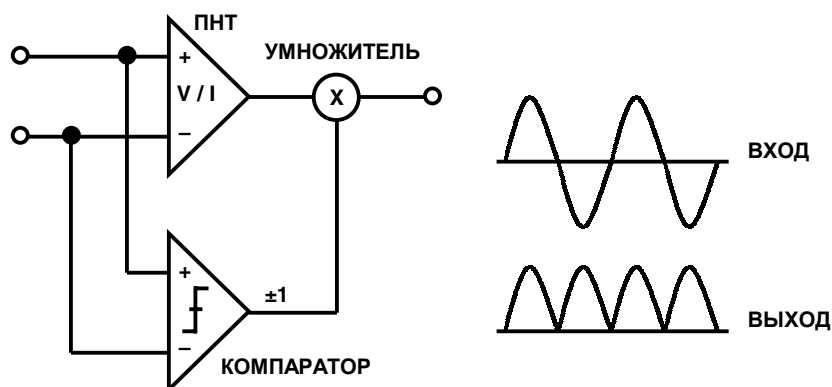 ПНТ
УМНОЖИТЕЛЬ
+
V / I
–
X
ВХОД
+
±1
–
КОМПАРАТОР
ВЫХОД